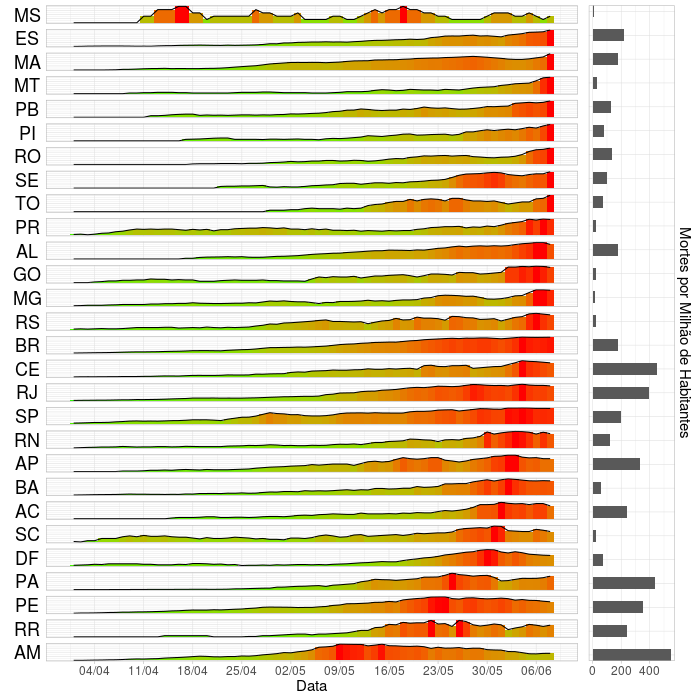 MS
ES
MA
MT
PB
PI
RO
SE
TO
PR
AL
GO
MG
RS
BR
CE
RJ
SP
RN
AP
BA
AC
SC
DF
PA
PE
RR
AM
04/04 11/04 18/04 25/04 02/05 09/05 16/05 23/05 30/05 06/06
Data
0 200 400
Mortes por Milhão de Habitantes